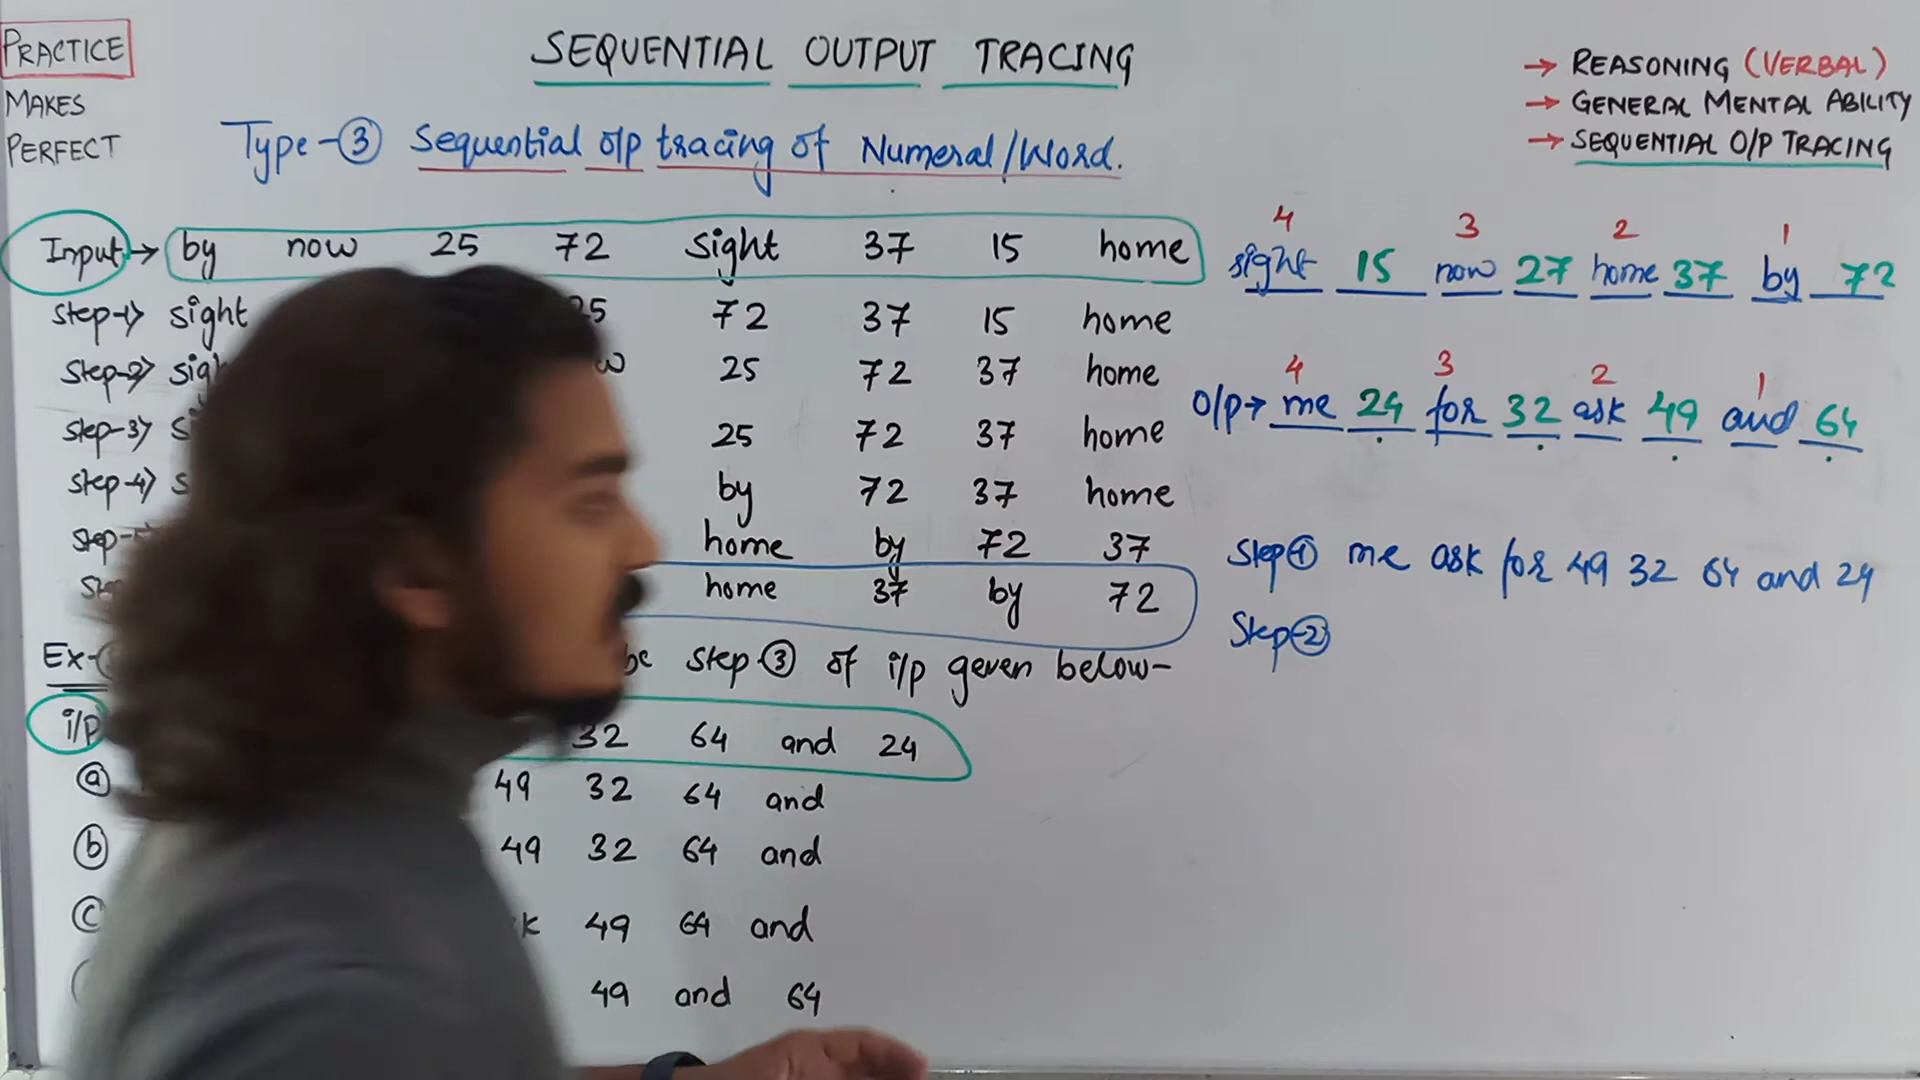 PRACTICE
MAKES
PERFECT
SEQUENTIAL OUTPUT TRACING
→ REASONING (VERBAL)
→ GENERAL MENTAL ABILITY
→ SEQUENTIAL O/P TRACING
Type-③ Sequential o/p tracing of Numeral/Word.
Input→ by now 25 72 sight 37 15 home
Step-1› sight 25 72 37 15 home
Step-2› 25 72 37 home
Step-3› 25 72 37 home
Step-4› by 72 37 home
Step- home by 72 37
home 37 by 72
Ex- be step ③ of i/p geven below-
i/p 32 64 and 24
ⓐ 49 32 64 and
ⓑ 49 32 64 and
ⓒ 49 64 and
49 and 64
4 3 2 1
sight 15 now 27 home 37 by 72
4 3 2 1
O/p→ me 24 for 32 ask 49 and 64
Step① me ask for 49 32 64 and 24
Step-②